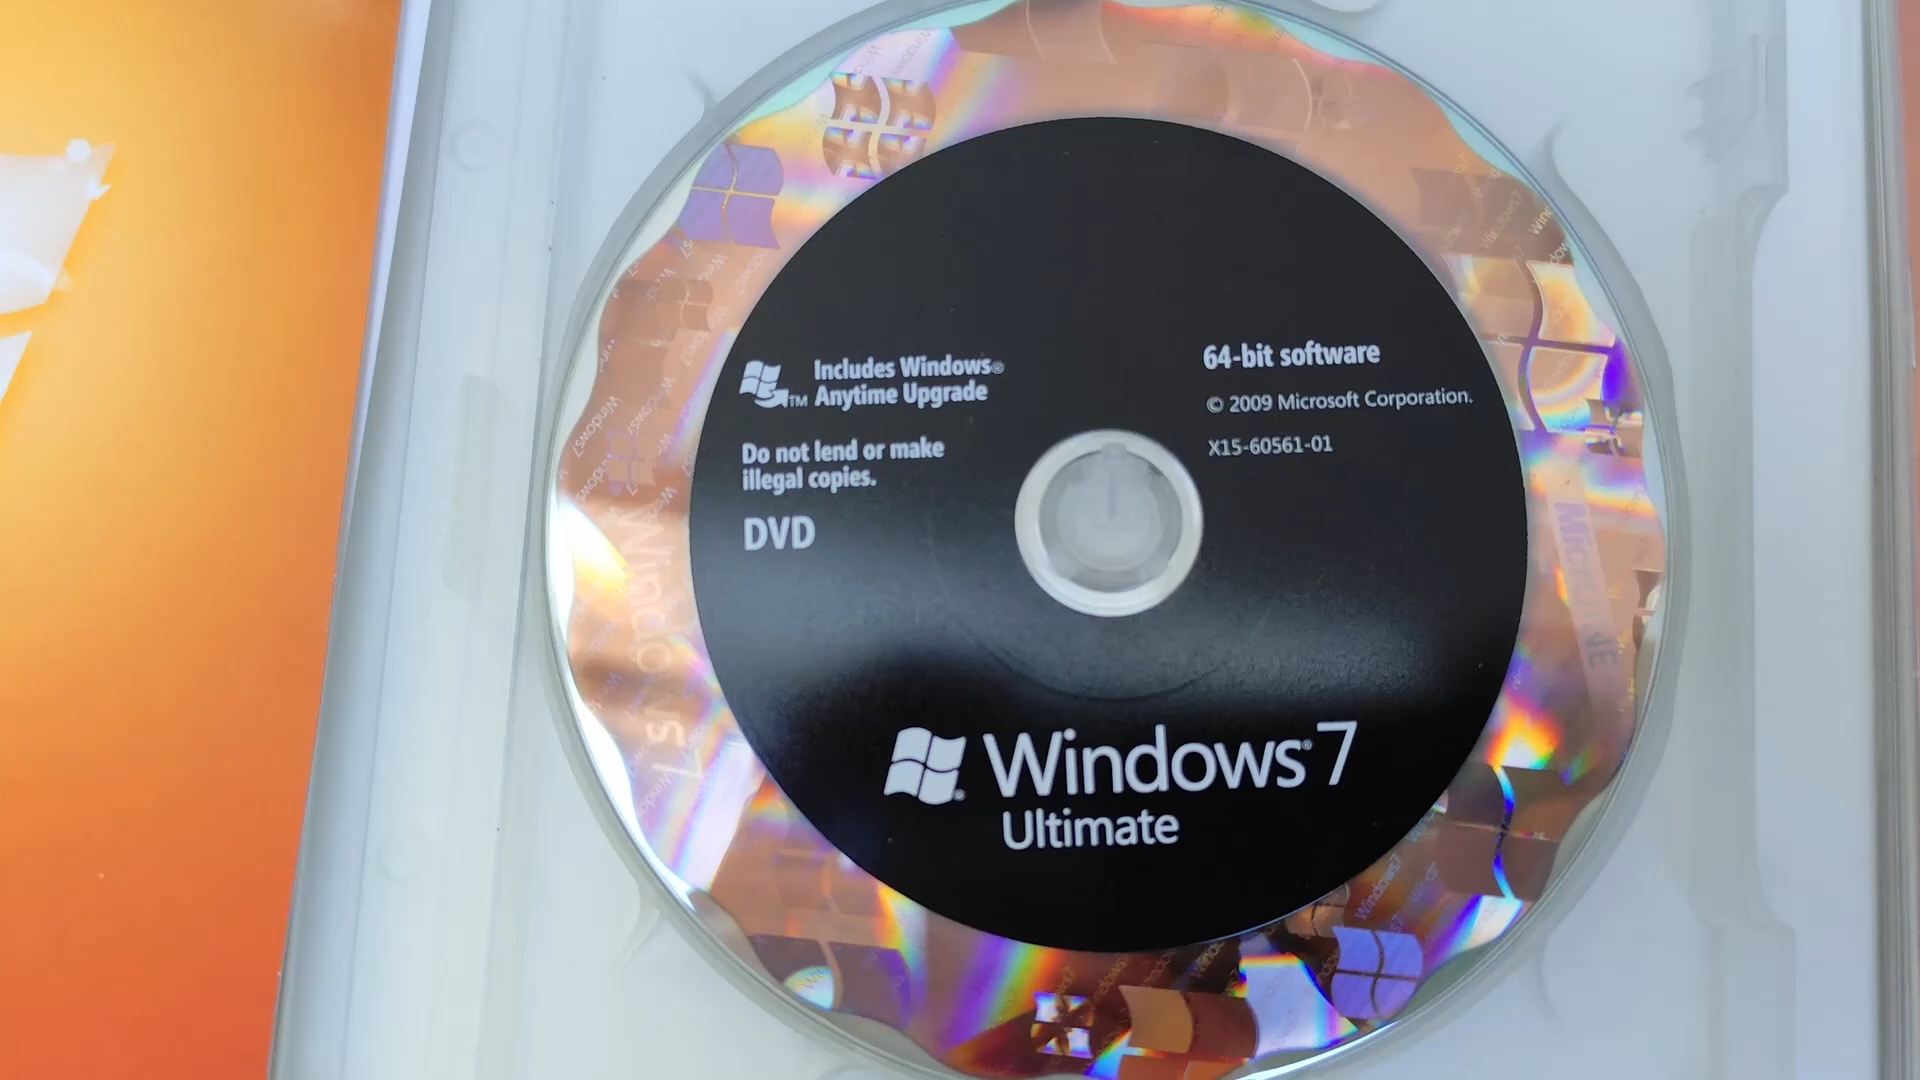 Includes Windows®
TM Anytime Upgrade
Do not lend or make
illegal copies.
DVD
64-bit software
© 2009 Microsoft Corporation.
X15-60561-01
Windows® 7
Ultimate